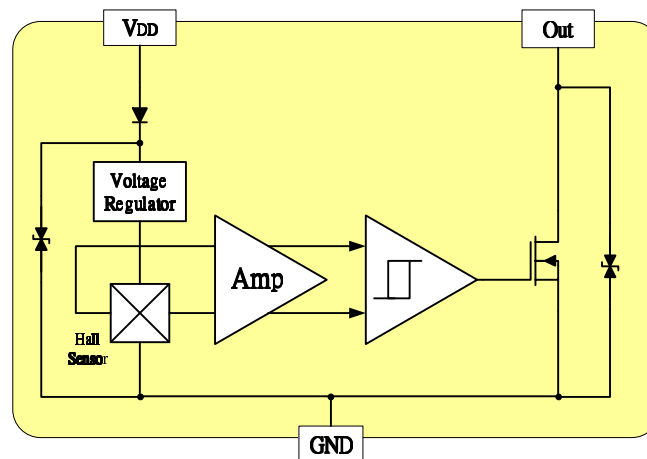 VDD
Out
Voltage
Regulator
Amp
Hall
Sensor
GND